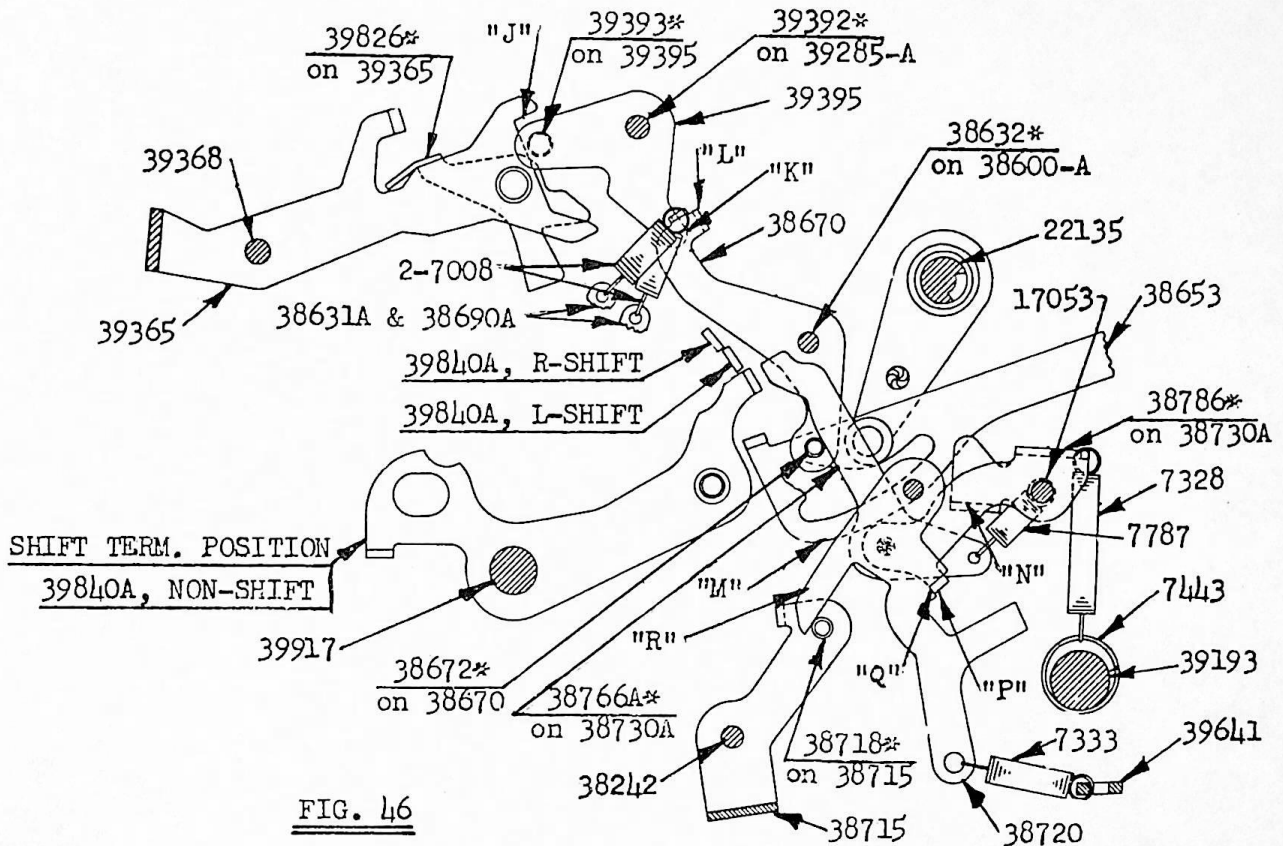 39826*
on 39365
"J"
39393*
on 39395
39392*
on 39285-A
39395
39368
"L"
"K"
38632*
on 38600-A
38670
22135
2-7008
17053
38653
39365
38631A & 38690A
39840A, R-SHIFT
38786*
on 38730A
39840A, L-SHIFT
7328
7787
SHIFT TERM. POSITION
39840A, NON-SHIFT
"M"
"N"
7443
39917
"R"
39193
38672*
on 38670
38766A*
on 38730A
"Q"
"P"
38242
38718*
on 38715
7333
39641
FIG. 46
38715
38720